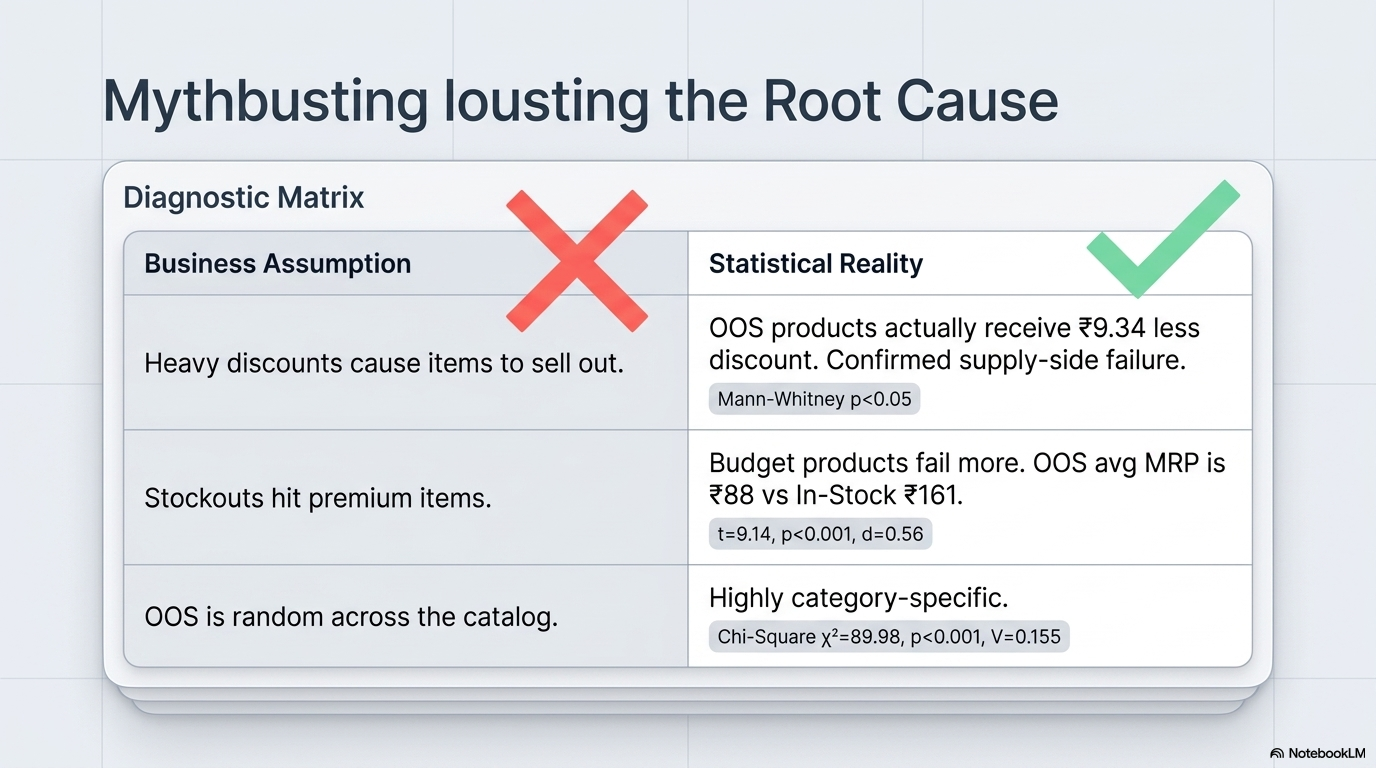 Mythbusting lousting the Root Cause
Diagnostic Matrix
Business Assumption
Statistical Reality
Heavy discounts cause items to sell out.
OOS products actually receive ₹9.34 less
discount. Confirmed supply-side failure.
Mann-Whitney p<0.05
Stockouts hit premium items.
Budget products fail more. OOS avg MRP is
₹88 vs In-Stock ₹161.
t=9.14, p<0.001, d=0.56
OOS is random across the catalog.
Highly category-specific.
Chi-Square χ²=89.98, p<0.001, V=0.155
NotebookLM